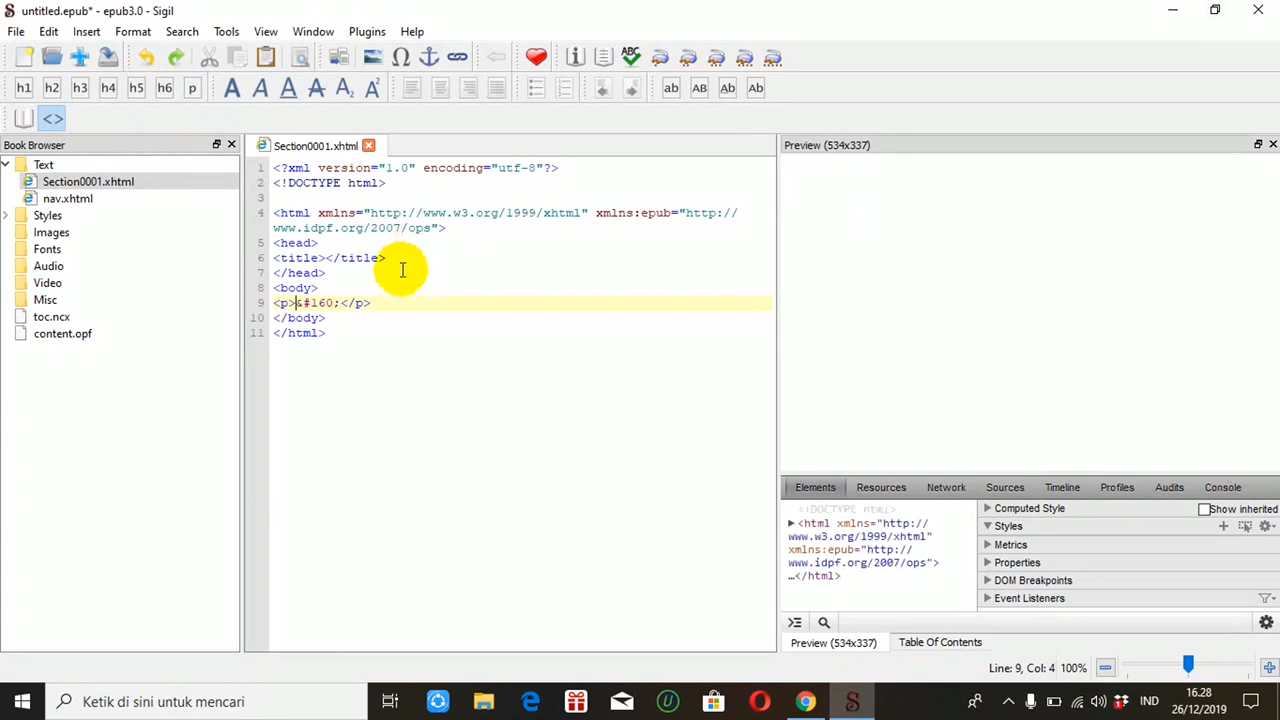 untitled.epub* - epub3.0 - Sigil
File Edit Insert Format Search Tools View Window Plugins Help
h1 h2 h3 h4 h5 h6 p A A A A A₂ A² ab AB Ab Ab
Book Browser
Text
Section0001.xhtml
nav.xhtml
Styles
Images
Fonts
Audio
Video
Misc
toc.ncx
content.opf
Section0001.xhtml
1 <?xml version="1.0" encoding="utf-8"?>
2 <!DOCTYPE html>
3
4 <html xmlns="http://www.w3.org/1999/xhtml" xmlns:epub="http://
www.idpf.org/2007/ops">
5 <head>
6 <title></title>
7 </head>
8 <body>
9 <p>&#160;</p>
10 </body>
11 </html>
Preview (534x337)
Elements Resources Network Sources Timeline Profiles Audits Console
<!DOCTYPE html>
<html xmlns="http://
www.w3.org/1999/xhtml"
xmlns:epub="http://
www.idpf.org/2007/ops">
…</html>
Computed Style Show inherited
Styles
Metrics
Properties
DOM Breakpoints
Event Listeners
Preview (534x337) Table Of Contents
Line: 9, Col: 4 100%
Ketik di sini untuk mencari
IND
16.28
26/12/2019